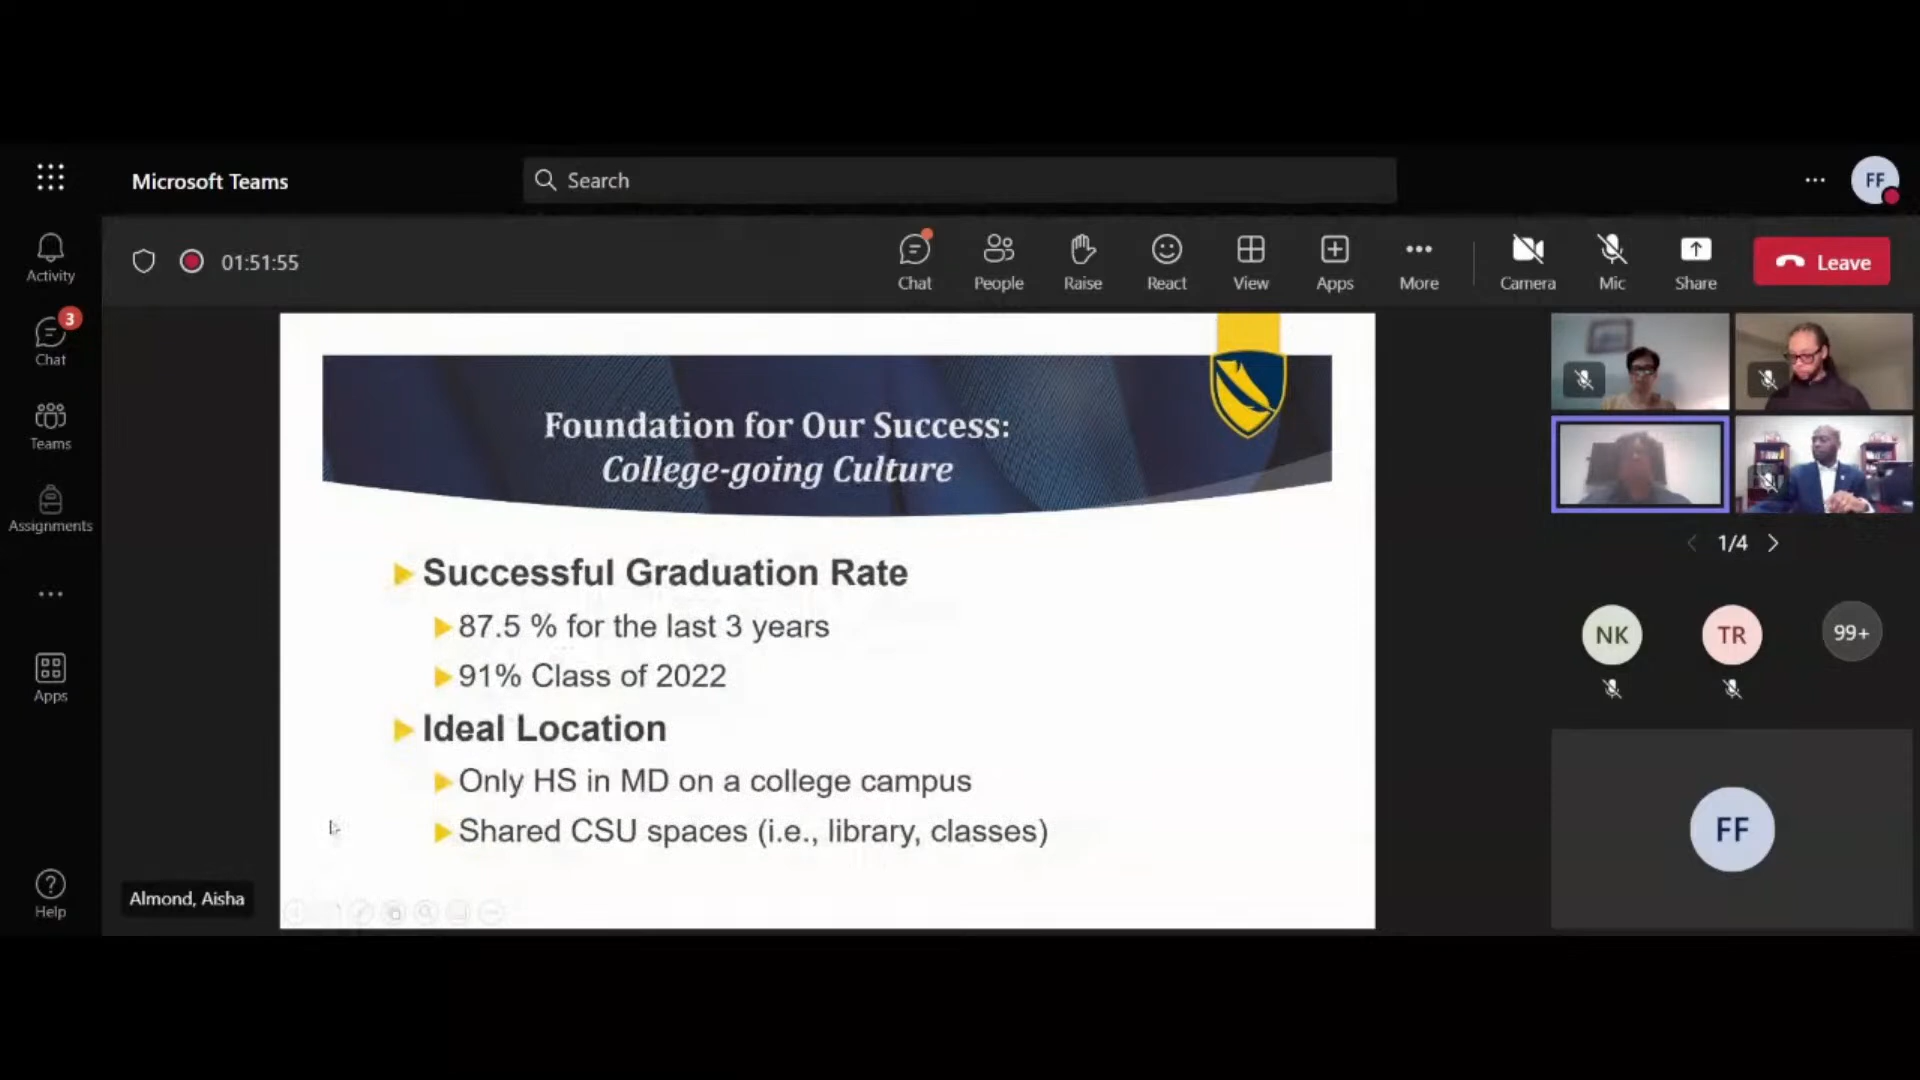 Microsoft Teams
Search
FF
Activity
01:51:55
Chat
People
Raise
React
View
Apps
More
Camera
Mic
Share
Leave
3
Chat
Teams
Assignments
Apps
Help
Foundation for Our Success:
College-going Culture
Successful Graduation Rate
87.5 % for the last 3 years
91% Class of 2022
Ideal Location
Only HS in MD on a college campus
Shared CSU spaces (i.e., library, classes)
Almond, Aisha
1/4
NK
TR
99+
FF